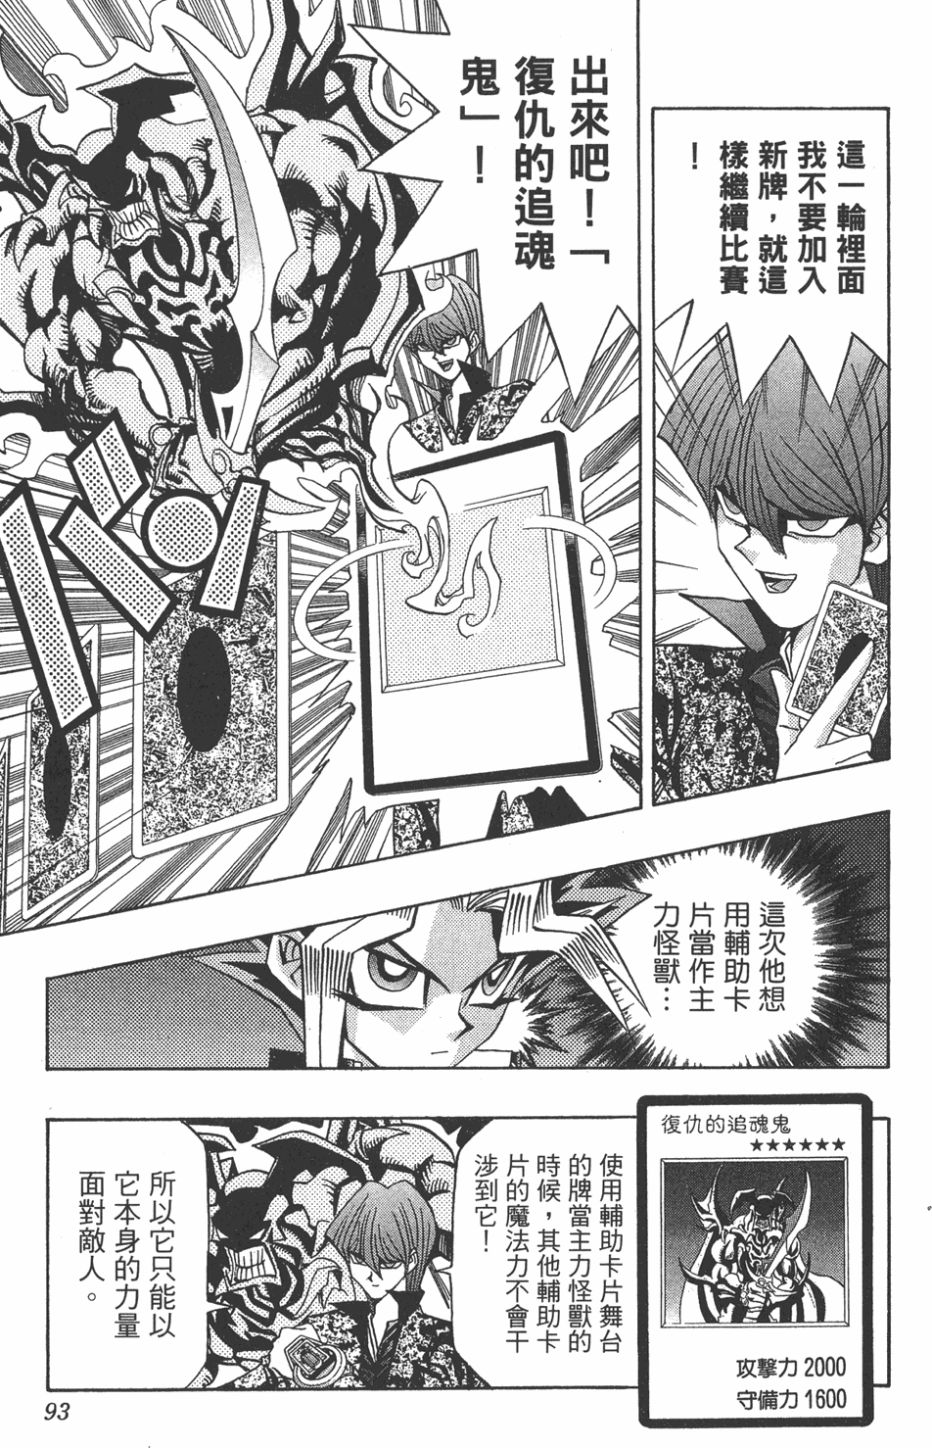 這一輪裡面
我不要加入
新牌，就這
樣繼續比賽
！
出來吧！「
復仇的追魂
鬼」！
バン
這次他想
用輔助卡
片當作主
力怪獸…
復仇的追魂鬼
★★★★★★
攻擊力 2000
守備力 1600
使用輔助卡片舞台
的牌當主力怪獸的
時候，其他輔助卡
片的魔法力不會干
涉到它！
所以它只能以
它本身的力量
面對敵人。
93